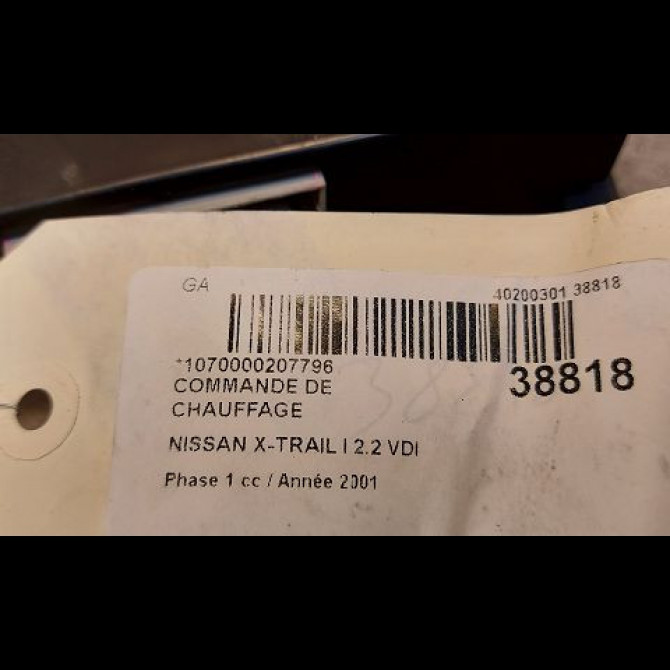 GA
40200301 38818
*1070000207796
38818
COMMANDE DE
CHAUFFAGE
NISSAN X-TRAIL I 2.2 VDI
Phase 1 cc / Année 2001